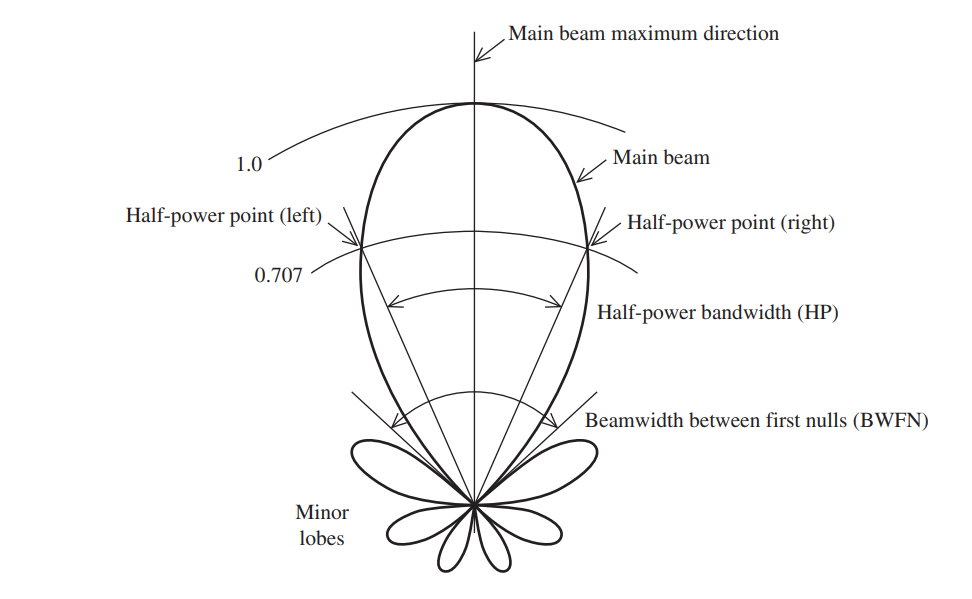 Main beam maximum direction
1.0
Main beam
Half-power point (left)
Half-power point (right)
0.707
Half-power bandwidth (HP)
Beamwidth between first nulls (BWFN)
Minor
lobes